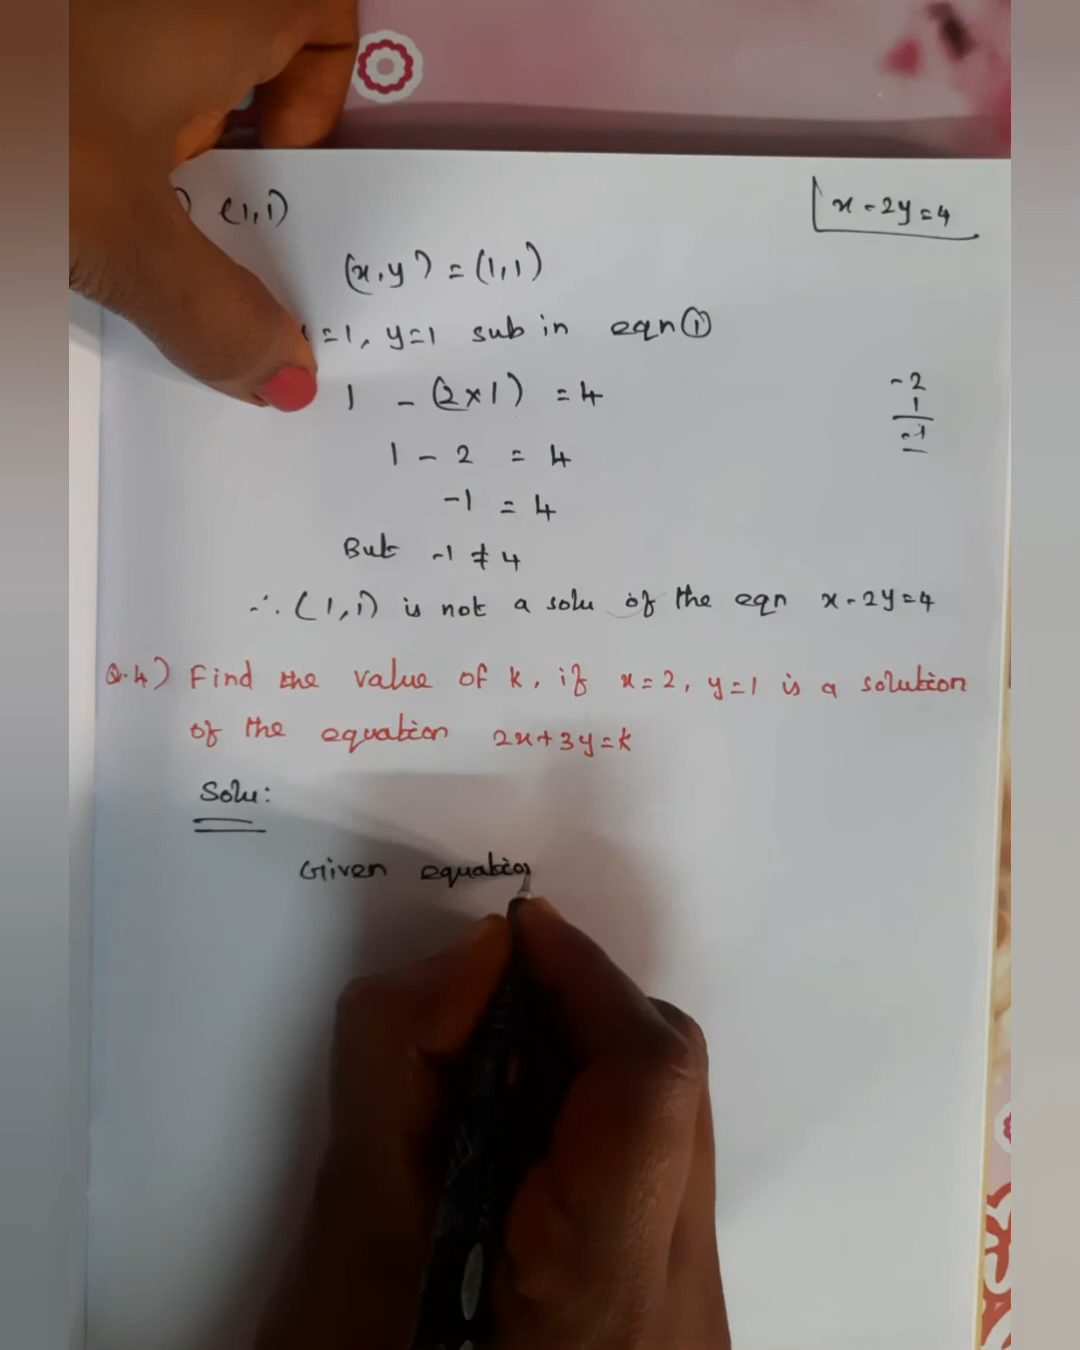 ) (1,1)
x-2y=4
(x,y) = (1,1)
=1, y=1 sub in eqn ①
1 - (2×1) = 4
-2
1
-1
1 - 2 = 4
-1 = 4
But -1 ≠ 4
∴ (1,1) is not a solu of the eqn x-2y=4
Q.4) Find the value of k, if x=2, y=1 is a solution
of the equation 2x+3y=k
Solu:
Given equation